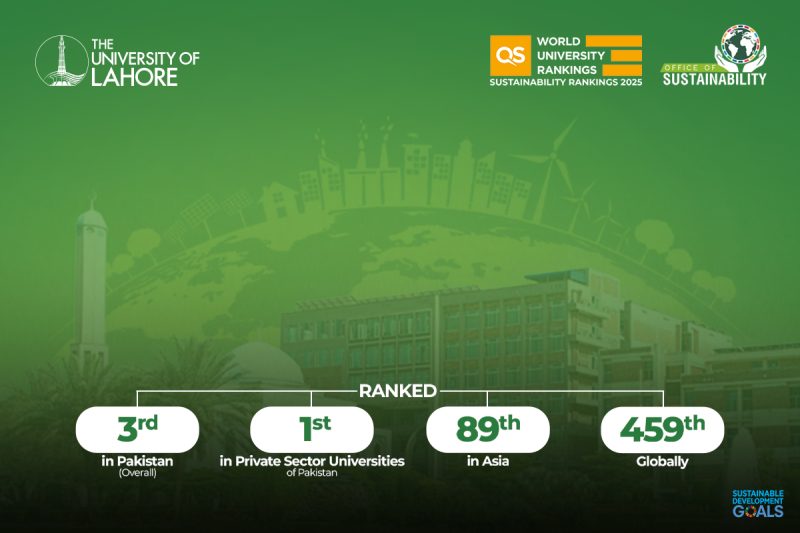 THE
UNIVERSITY OF
LAHORE
QS
WORLD
UNIVERSITY
RANKINGS
SUSTAINABILITY RANKINGS 2025
OFFICE OF
SUSTAINABILITY
RANKED
3rd
in Pakistan
(Overall)
1st
in Private Sector Universities
of Pakistan
89th
in Asia
459th
Globally
SUSTAINABLE
DEVELOPMENT
GOALS